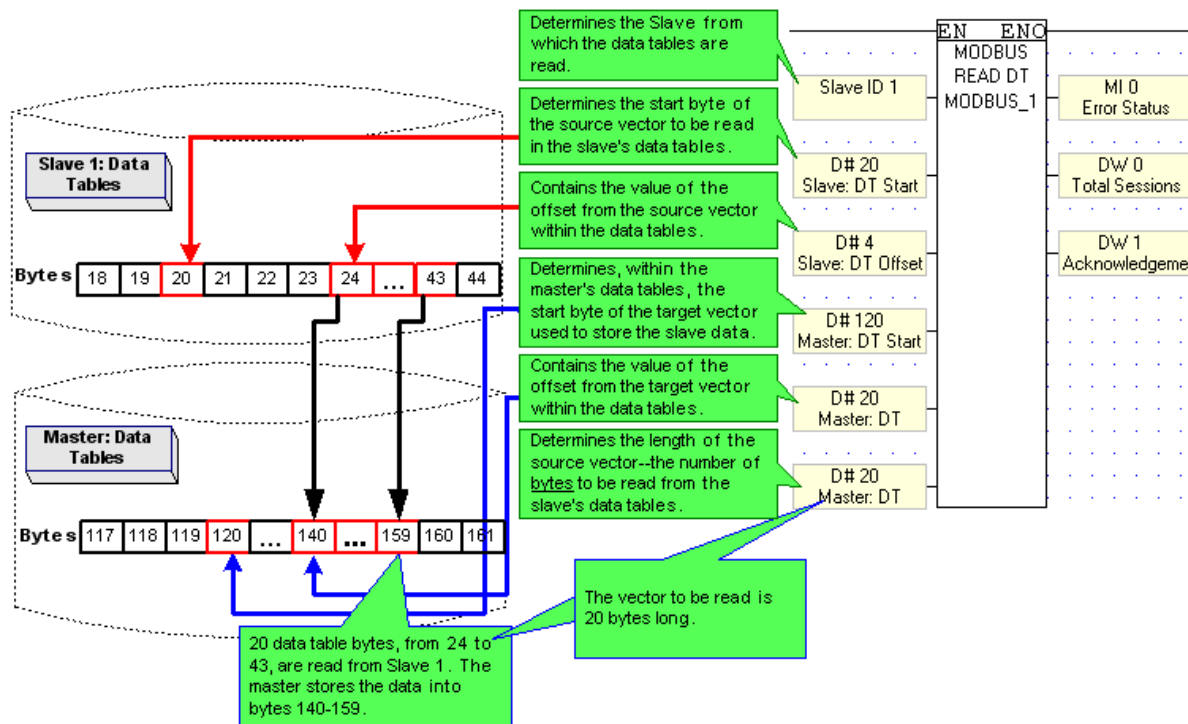 Determines the Slave from
which the data tables are
read.
Determines the start byte of
the source vector to be read
in the slave's data tables.
Contains the value of the
offset from the source vector
within the data tables.
Determines, within the
master's data tables, the
start byte of the target vector
used to store the slave data.
Contains the value of the
offset from the target vector
within the data tables.
Determines the length of the
source vector--the number of
bytes to be read from the
slave's data tables.
EN ENO
MODBUS
READ DT
MODBUS_1
Slave ID 1
D# 20
Slave: DT Start
D# 4
Slave: DT Offset
D# 120
Master: DT Start
D# 20
Master: DT
D# 20
Master: DT
MI 0
Error Status
DW 0
Total Sessions
DW 1
Acknowledgeme
Slave 1: Data
Tables
Bytes 18 19 20 21 22 23 24 ... 43 44
Master: Data
Tables
Bytes 117 118 119 120 ... 140 ... 159 160 161
The vector to be read is
20 bytes long.
20 data table bytes, from 24 to
43, are read from Slave 1. The
master stores the data into
bytes 140-159.